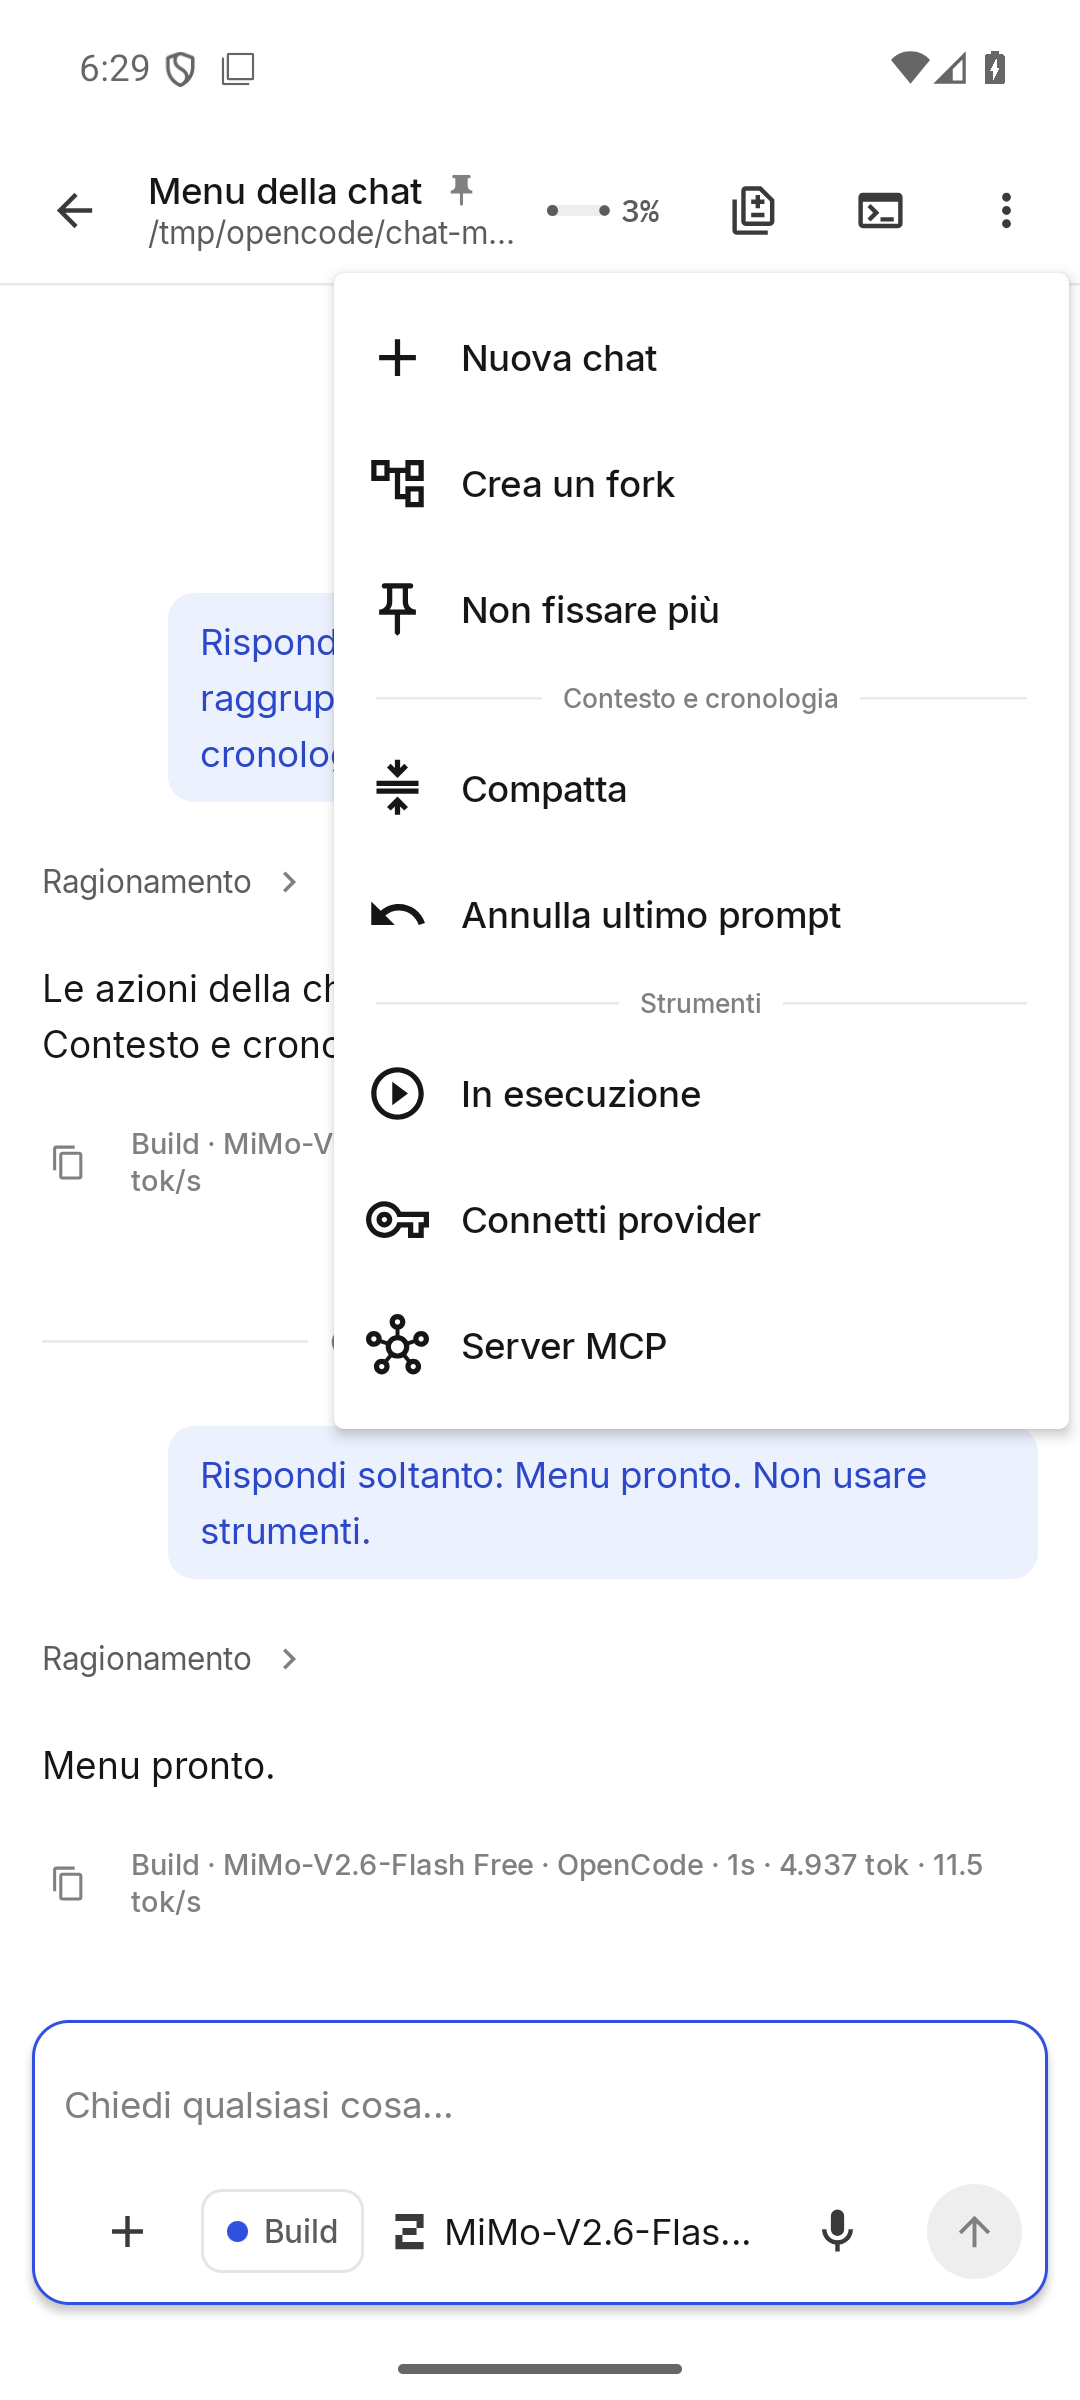 6:29
Menu della chat
/tmp/opencode/chat-m...
3%
Nuova chat
Crea un fork
Non fissare più
Contesto e cronologia
Compatta
Annulla ultimo prompt
Strumenti
In esecuzione
Connetti provider
Server MCP
Rispond
raggrup
cronolog
Ragionamento
Le azioni della ch
Contesto e crono
Build · MiMo-V
tok/s
Rispondi soltanto: Menu pronto. Non usare
strumenti.
Ragionamento
Menu pronto.
Build · MiMo-V2.6-Flash Free · OpenCode · 1s · 4.937 tok · 11.5
tok/s
Chiedi qualsiasi cosa...
Build
MiMo-V2.6-Flas...